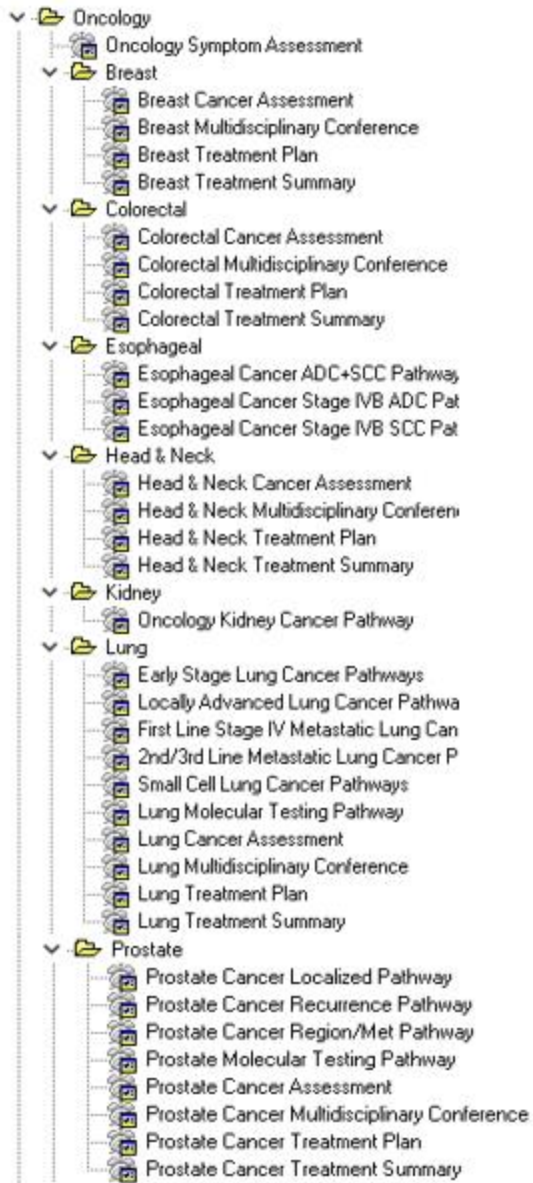 Oncology
Oncology Symptom Assessment
Breast
Breast Cancer Assessment
Breast Multidisciplinary Conference
Breast Treatment Plan
Breast Treatment Summary
Colorectal
Colorectal Cancer Assessment
Colorectal Multidisciplinary Conference
Colorectal Treatment Plan
Colorectal Treatment Summary
Esophageal
Esophageal Cancer ADC+SCC Pathway
Esophageal Cancer Stage IVB ADC Pat
Esophageal Cancer Stage IVB SCC Pat
Head & Neck
Head & Neck Cancer Assessment
Head & Neck Multidisciplinary Conferen
Head & Neck Treatment Plan
Head & Neck Treatment Summary
Kidney
Oncology Kidney Cancer Pathway
Lung
Early Stage Lung Cancer Pathways
Locally Advanced Lung Cancer Pathwa
First Line Stage IV Metastatic Lung Can
2nd/3rd Line Metastatic Lung Cancer P
Small Cell Lung Cancer Pathways
Lung Molecular Testing Pathway
Lung Cancer Assessment
Lung Multidisciplinary Conference
Lung Treatment Plan
Lung Treatment Summary
Prostate
Prostate Cancer Localized Pathway
Prostate Cancer Recurrence Pathway
Prostate Cancer Region/Met Pathway
Prostate Molecular Testing Pathway
Prostate Cancer Assessment
Prostate Cancer Multidisciplinary Conference
Prostate Cancer Treatment Plan
Prostate Cancer Treatment Summary